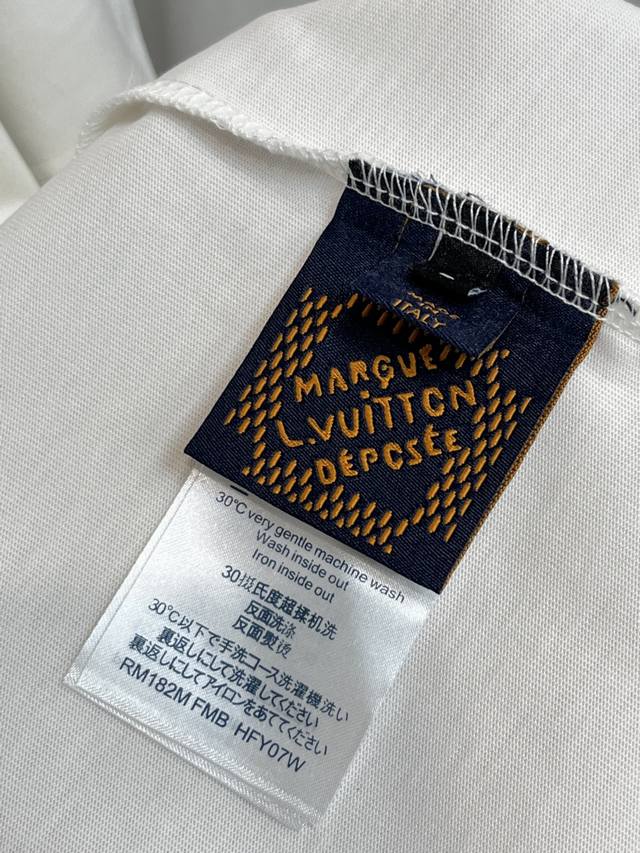 MADE
ITALY
MARQUE
L.VUiTTON
DÉPOSÉE
30°C very gentle machine wash
Wash inside out
Iron inside out
30摄氏度超揉机洗
反面洗涤
反面熨烫
30°C以下で手洗コース洗濯機洗い
裏返しにして洗濯してください
裏返しにしてアイロンをあててください
RM182M FMB HFY07W